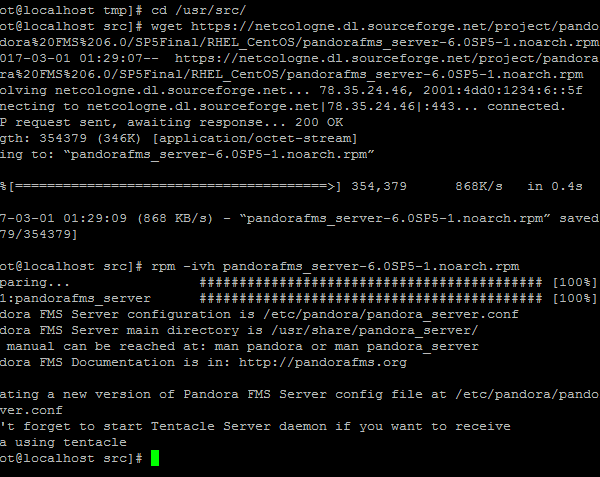 ot@localhost tmp]# cd /usr/src/
ot@localhost src]# wget https://netcologne.dl.sourceforge.net/project/pando
dora%20FMS%206.0/SP5Final/RHEL_CentOS/pandorafms_server-6.0SP5-1.noarch.rpm
017-03-01 01:29:07--  https://netcologne.dl.sourceforge.net/project/pandora
ra%20FMS%206.0/SP5Final/RHEL_CentOS/pandorafms_server-6.0SP5-1.noarch.rpm
olving netcologne.dl.sourceforge.net... 78.35.24.46, 2001:4dd0:1234:6::5f
necting to netcologne.dl.sourceforge.net|78.35.24.46|:443... connected.
P request sent, awaiting response... 200 OK
gth: 354379 (346K) [application/octet-stream]
ing to: “pandorafms_server-6.0SP5-1.noarch.rpm”
%[======================================>] 354,379     868K/s   in 0.4s
7-03-01 01:29:09 (868 KB/s) - “pandorafms_server-6.0SP5-1.noarch.rpm” saved
79/354379]
ot@localhost src]# rpm -ivh pandorafms_server-6.0SP5-1.noarch.rpm
paring...                ########################################### [100%]
1:pandorafms_server      ########################################### [100%]
dora FMS Server configuration is /etc/pandora/pandora_server.conf
dora FMS Server main directory is /usr/share/pandora_server/
 manual can be reached at: man pandora or man pandora_server
dora FMS Documentation is in: http://pandorafms.org
ating a new version of Pandora FMS Server config file at /etc/pandora/pando
ver.conf
't forget to start Tentacle Server daemon if you want to receive
a using tentacle
ot@localhost src]#